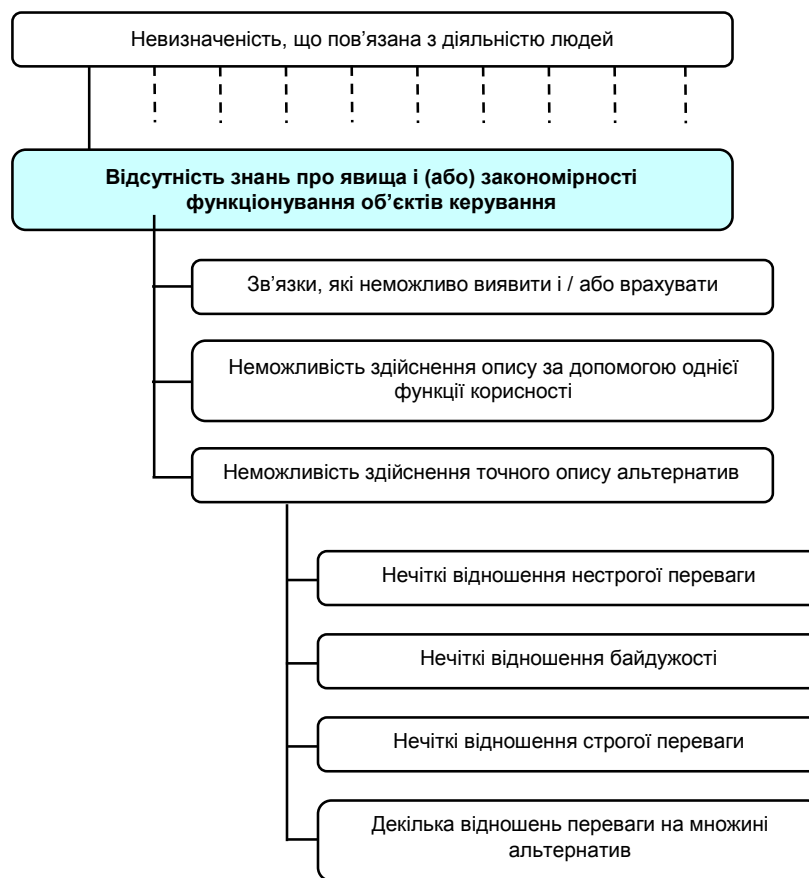 Невизначеність, що пов’язана з діяльністю людей
Відсутність знань про явища і (або) закономірності
функціонування об’єктів керування
Зв’язки, які неможливо виявити і / або врахувати
Неможливість здійснення опису за допомогою однієї
функції корисності
Неможливість здійснення точного опису альтернатив
Нечіткі відношення нестрогої переваги
Нечіткі відношення байдужості
Нечіткі відношення строгої переваги
Декілька відношень переваги на множині
альтернатив